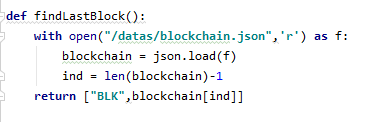 def findLastBlock():
    with open("/datas/blockchain.json",'r') as f:
        blockchain = json.load(f)
        ind = len(blockchain)-1
    return ["BLK",blockchain[ind]]